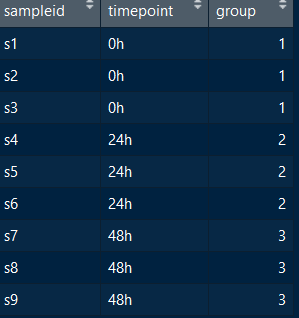 sampleid timepoint group
s1 0h 1
s2 0h 1
s3 0h 1
s4 24h 2
s5 24h 2
s6 24h 2
s7 48h 3
s8 48h 3
s9 48h 3